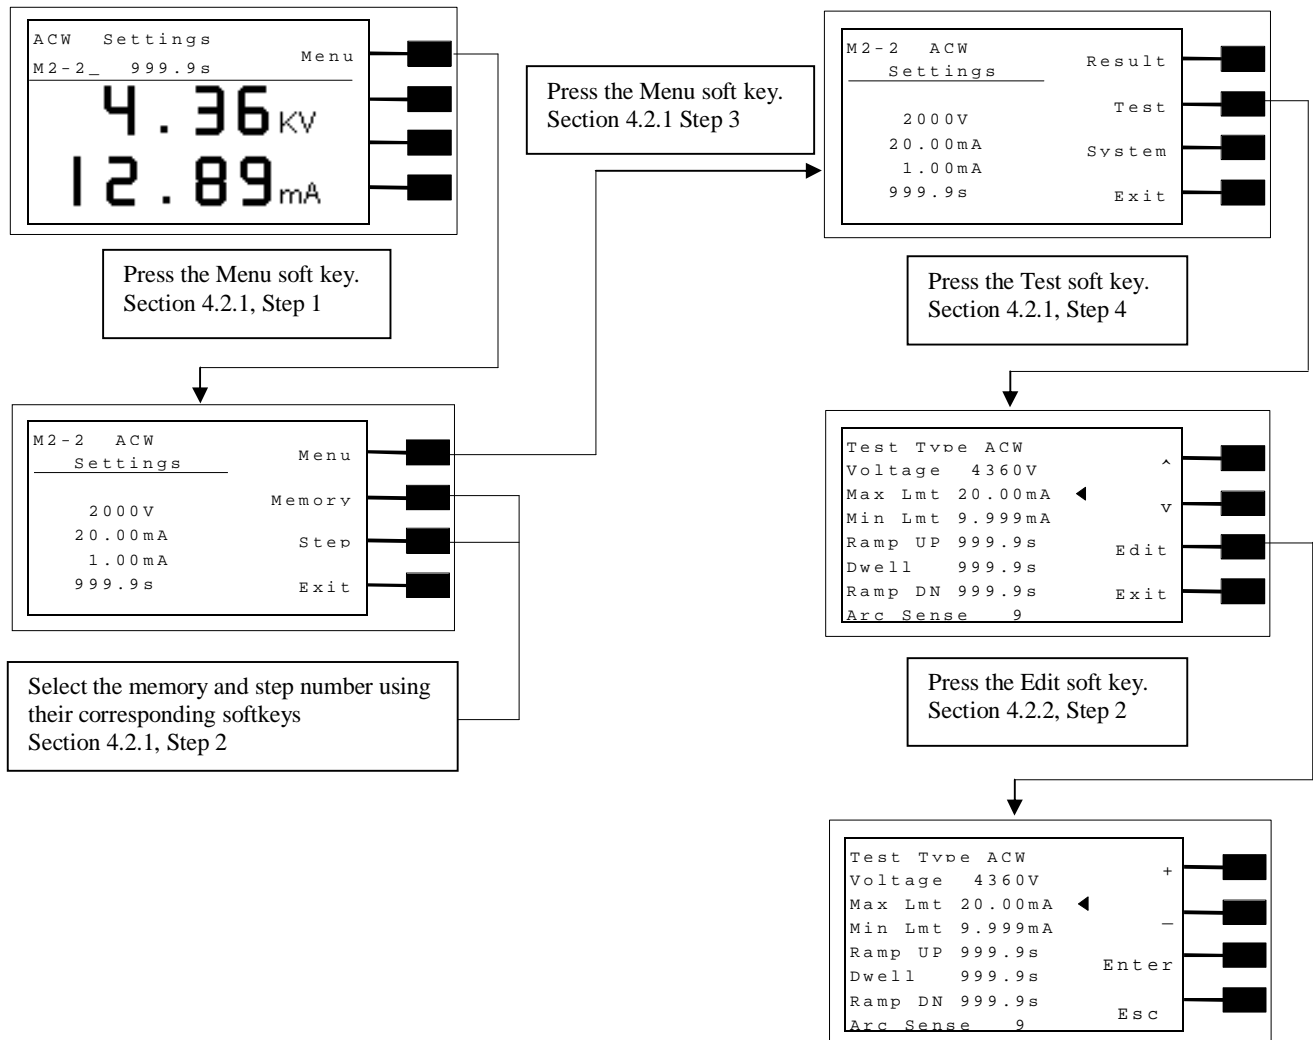 ACW Settings
Menu
M2-2_ 999.9s
4.36KV
12.89mA
Press the Menu soft key.
Section 4.2.1, Step 1
M2-2 ACW
Settings
Menu
Memory
2000V
20.00mA
Step
1.00mA
999.9s
Exit
Select the memory and step number using
their corresponding softkeys
Section 4.2.1, Step 2
Press the Menu soft key.
Section 4.2.1 Step 3
M2-2 ACW
Settings
Result
Test
2000V
20.00mA
System
1.00mA
999.9s
Exit
Press the Test soft key.
Section 4.2.1, Step 4
Test Type ACW
^
Voltage 4360V
Max Lmt 20.00mA
v
Min Lmt 9.999mA
Ramp UP 999.9s
Edit
Dwell 999.9s
Ramp DN 999.9s
Exit
Arc Sense 9
Press the Edit soft key.
Section 4.2.2, Step 2
Test Type ACW
+
Voltage 4360V
Max Lmt 20.00mA
–
Min Lmt 9.999mA
Ramp UP 999.9s
Enter
Dwell 999.9s
Ramp DN 999.9s
Esc
Arc Sense 9